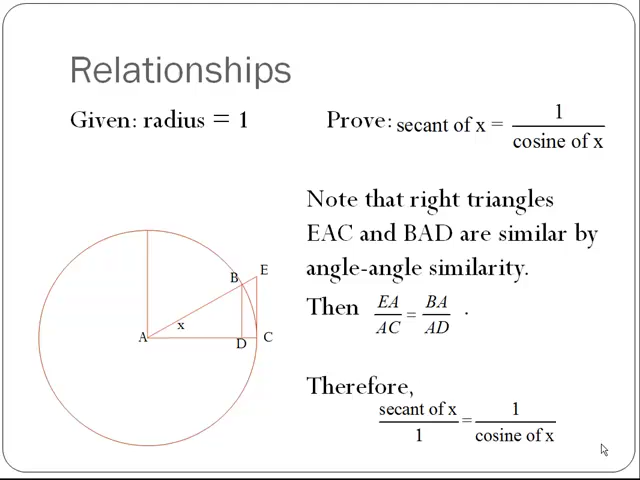 Relationships
Given: radius = 1
Prove: secant of x = 1 / cosine of x
Note that right triangles
EAC and BAD are similar by
angle-angle similarity.
Then EA / AC = BA / AD .
Therefore,
secant of x / 1 = 1 / cosine of x
B
E
x
A
D
C